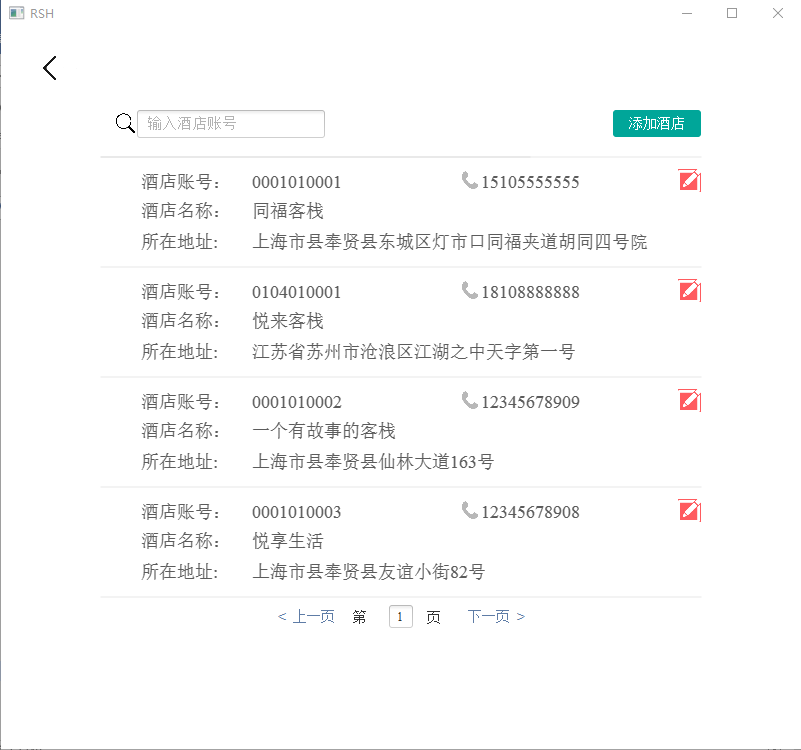 RSH
输入酒店账号
添加酒店
酒店账号： 0001010001 15105555555
酒店名称： 同福客栈
所在地址: 上海市县奉贤县东城区灯市口同福夹道胡同四号院
酒店账号： 0104010001 18108888888
酒店名称： 悦来客栈
所在地址: 江苏省苏州市沧浪区江湖之中天字第一号
酒店账号： 0001010002 12345678909
酒店名称： 一个有故事的客栈
所在地址: 上海市县奉贤县仙林大道163号
酒店账号： 0001010003 12345678908
酒店名称： 悦享生活
所在地址: 上海市县奉贤县友谊小街82号
< 上一页 第 1 页 下一页 >